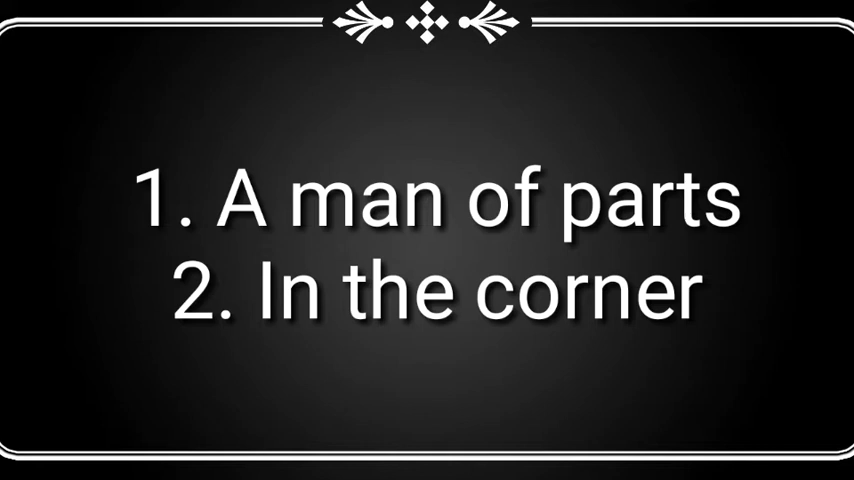 1. A man of parts
2. In the corner